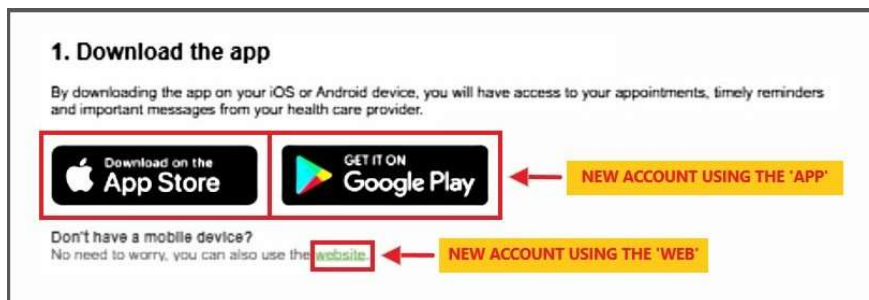 1. Download the app
By downloading the app on your iOS or Android device, you will have access to your appointments, timely reminders
and important messages from your health care provider.
Download on the
App Store
GET IT ON
Google Play
NEW ACCOUNT USING THE 'APP'
Don't have a mobile device?
No need to worry, you can also use the website.
NEW ACCOUNT USING THE 'WEB'